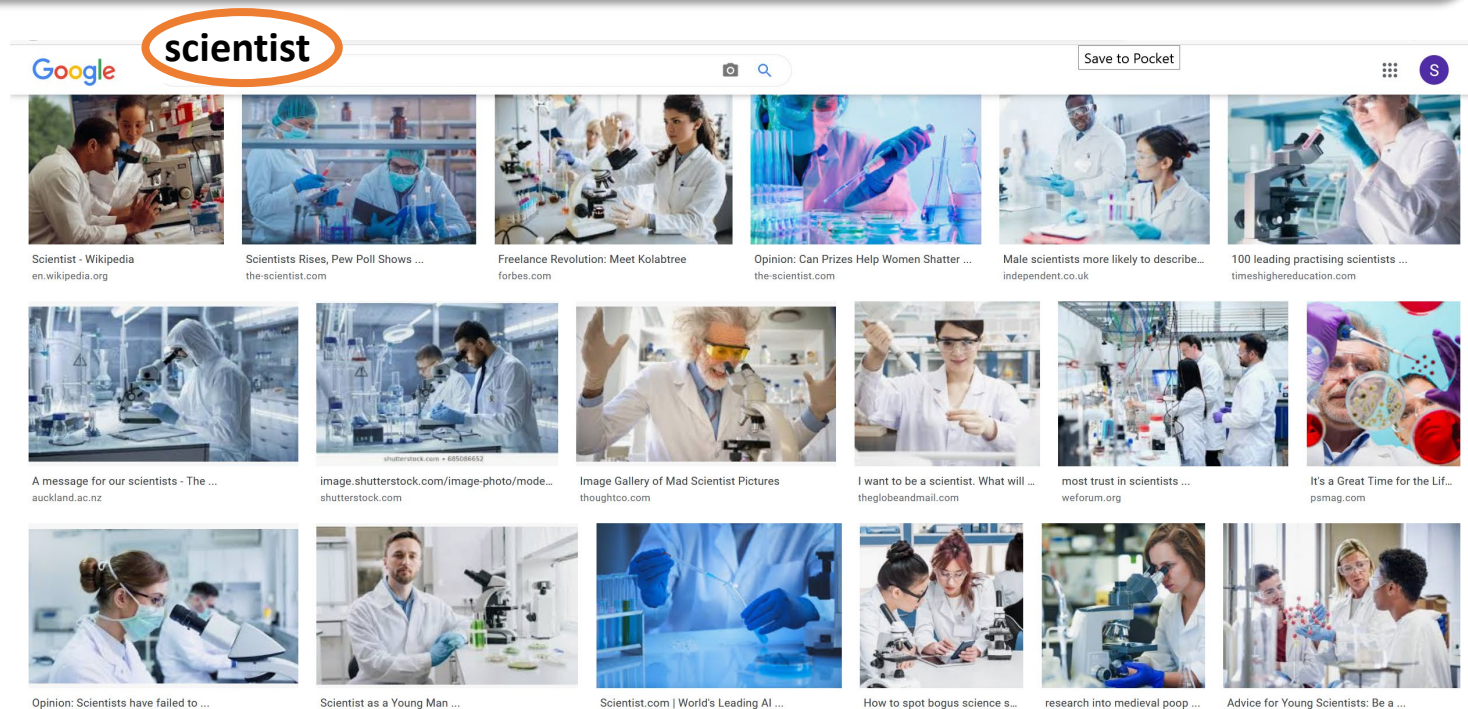 scientist
Google
Save to Pocket
S
Scientist - Wikipedia
en.wikipedia.org
Scientists Rises, Pew Poll Shows ...
the-scientist.com
Freelance Revolution: Meet Kolabtree
forbes.com
Opinion: Can Prizes Help Women Shatter ...
the-scientist.com
Male scientists more likely to describe...
independent.co.uk
100 leading practising scientists ...
timeshighereducation.com
shutterstock.com • 685086652
A message for our scientists - The ...
auckland.ac.nz
image.shutterstock.com/image-photo/mode...
shutterstock.com
Image Gallery of Mad Scientist Pictures
thoughtco.com
I want to be a scientist. What will ...
theglobeandmail.com
most trust in scientists ...
weforum.org
It's a Great Time for the Lif...
psmag.com
Opinion: Scientists have failed to ...
Scientist as a Young Man ...
Scientist.com | World's Leading AI ...
How to spot bogus science s...
research into medieval poop ...
Advice for Young Scientists: Be a ...